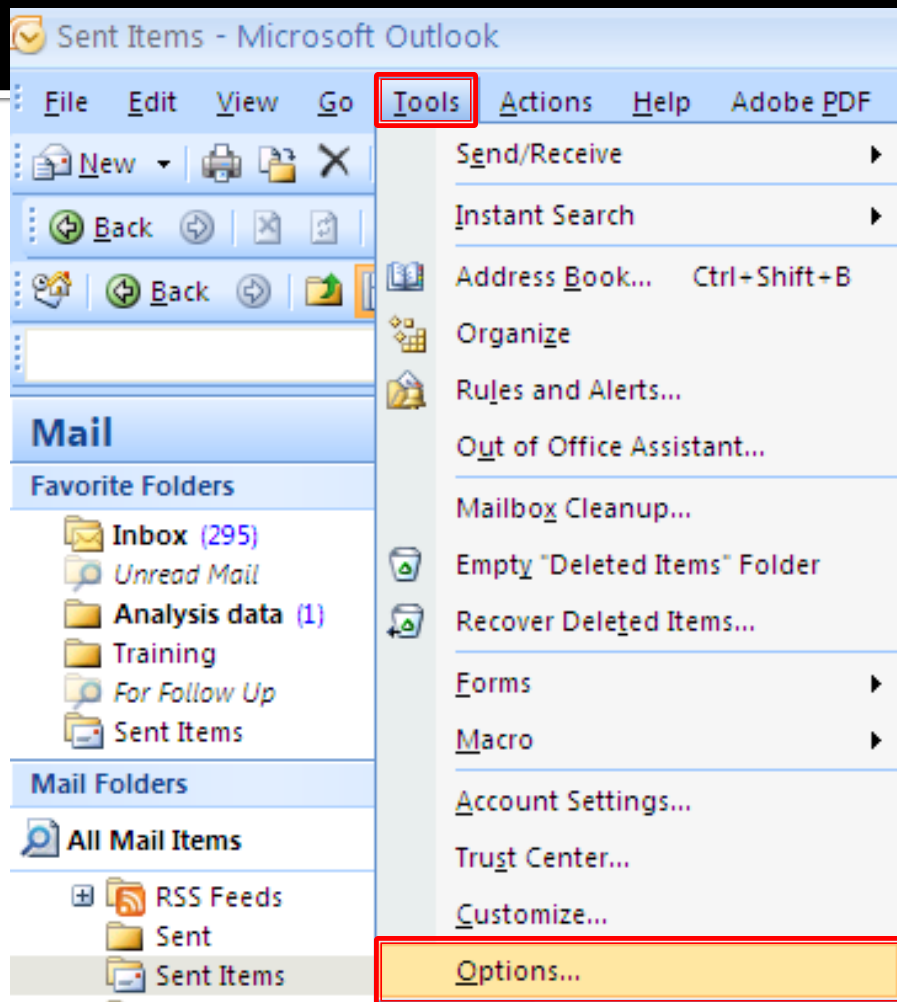 Sent Items - Microsoft Outlook
File Edit View Go Tools Actions Help Adobe PDF
New
Back
Back
Mail
Favorite Folders
Inbox (295)
Unread Mail
Analysis data (1)
Training
For Follow Up
Sent Items
Mail Folders
All Mail Items
RSS Feeds
Sent
Sent Items
Send/Receive
Instant Search
Address Book... Ctrl+Shift+B
Organize
Rules and Alerts...
Out of Office Assistant...
Mailbox Cleanup...
Empty "Deleted Items" Folder
Recover Deleted Items...
Forms
Macro
Account Settings...
Trust Center...
Customize...
Options...